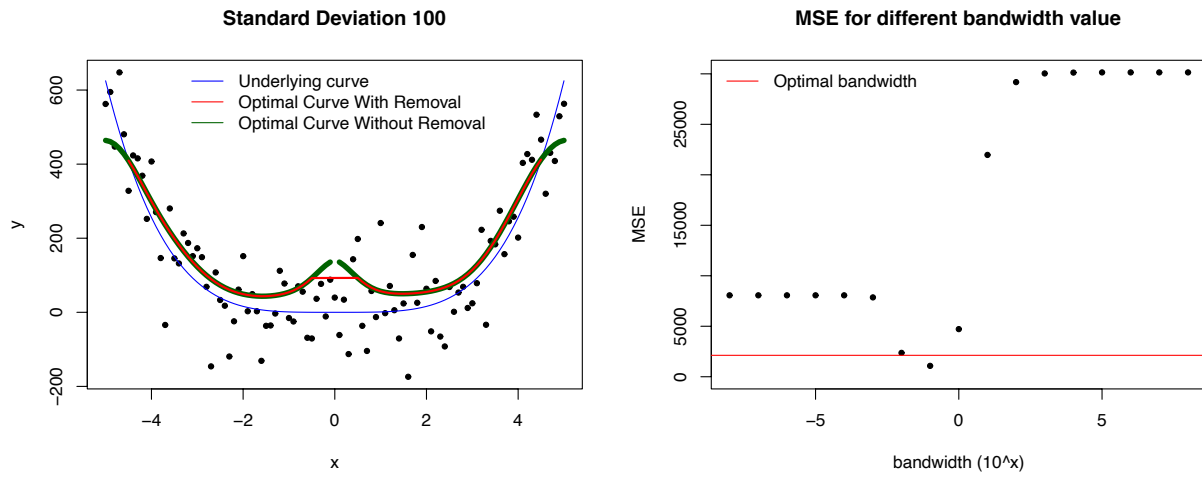 Standard Deviation 100
Underlying curve
Optimal Curve With Removal
Optimal Curve Without Removal
y
−200
0
200
400
600
−4
−2
0
2
4
x
MSE for different bandwidth value
Optimal bandwidth
MSE
0
5000
15000
25000
−5
0
5
bandwidth (10^x)